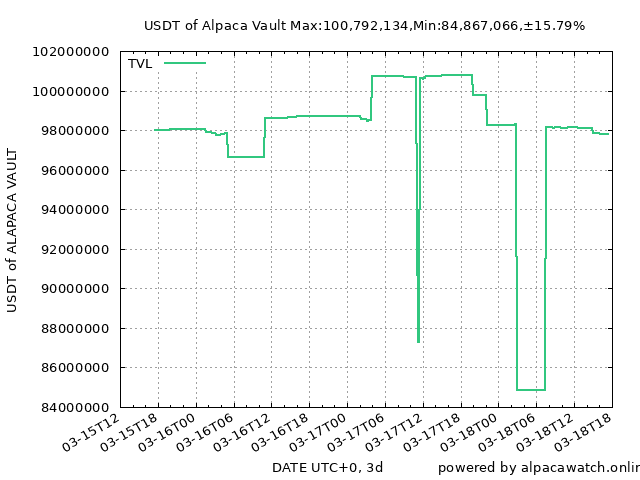 USDT of Alpaca Vault Max:100,792,134,Min:84,867,066,±15.79%
TVL
102000000
100000000
98000000
96000000
94000000
92000000
90000000
88000000
86000000
84000000
USDT of ALAPACA VAULT
03-15T12
03-15T18
03-16T00
03-16T06
03-16T12
03-16T18
03-17T00
03-17T06
03-17T12
03-17T18
03-18T00
03-18T06
03-18T12
03-18T18
DATE UTC+0, 3d
powered by alpacawatch.onlin